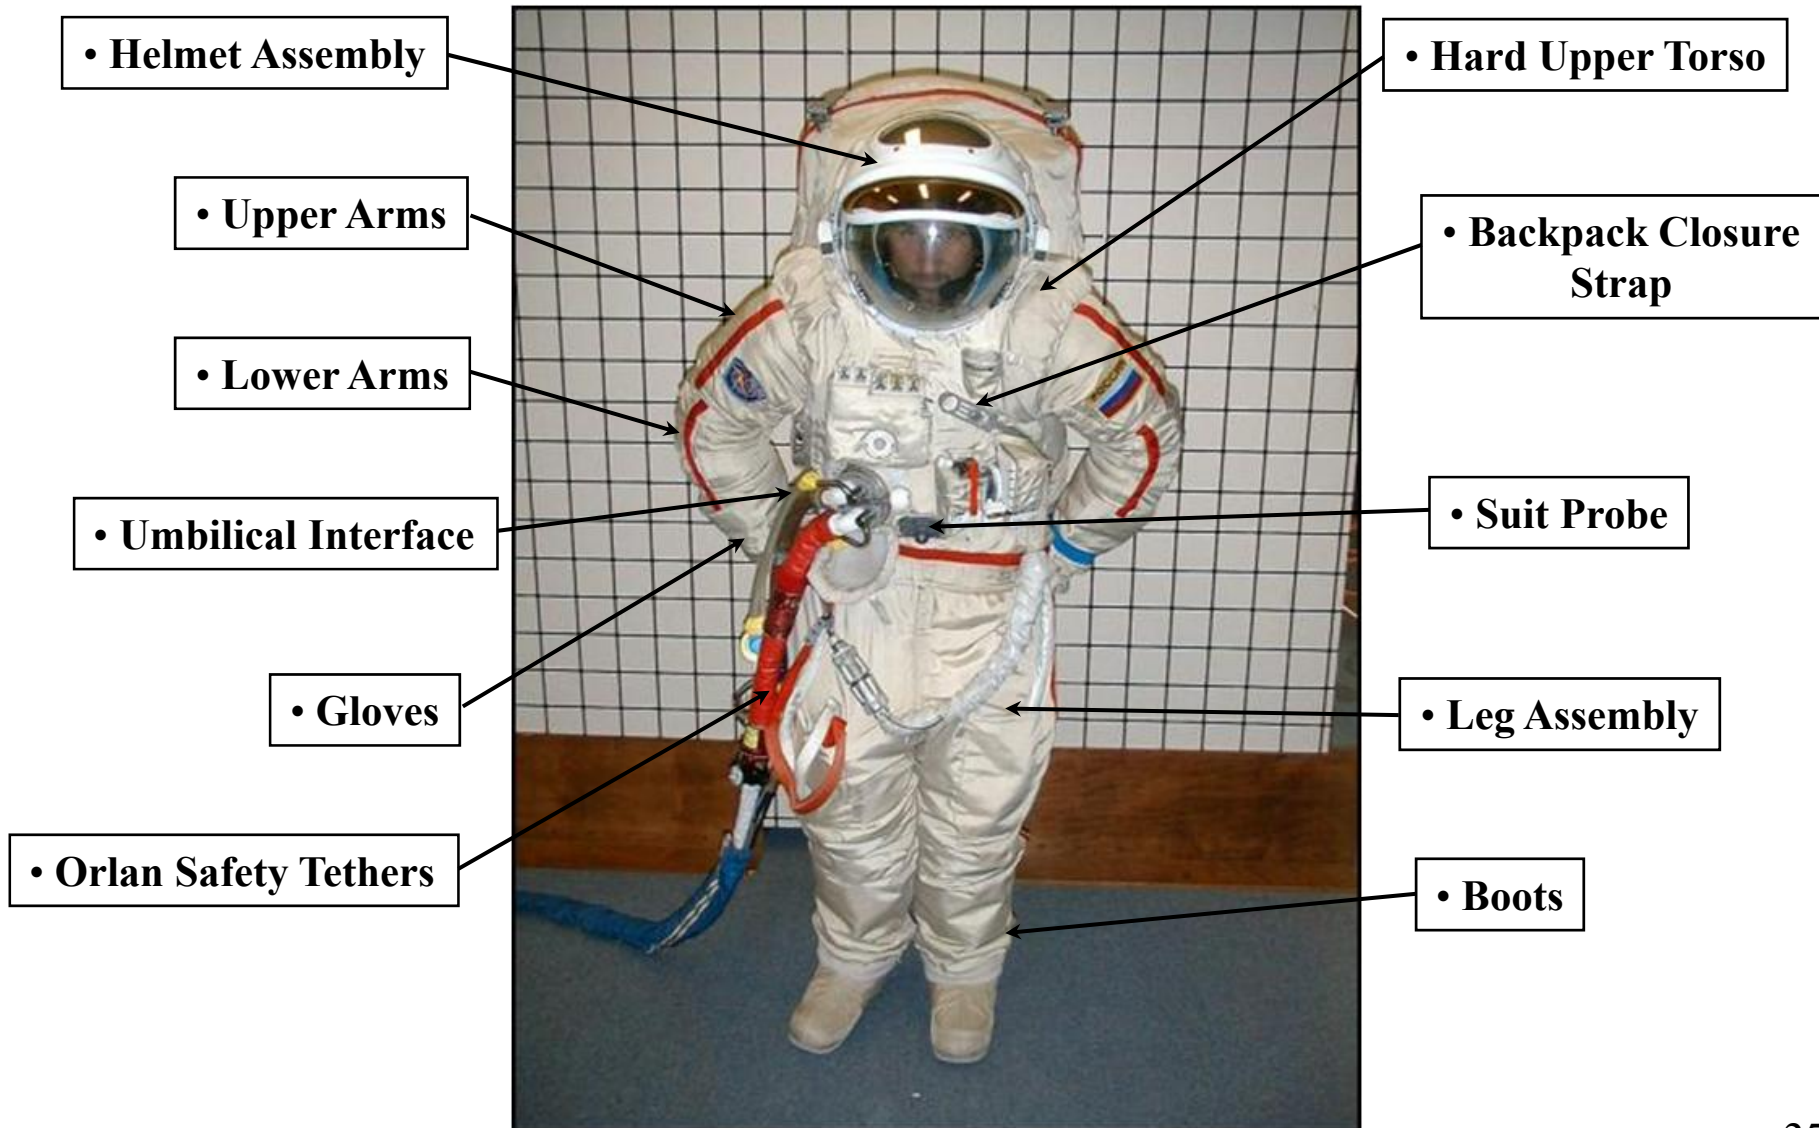 • Helmet Assembly
• Upper Arms
• Lower Arms
• Umbilical Interface
• Gloves
• Orlan Safety Tethers
• Hard Upper Torso
• Backpack Closure
Strap
• Suit Probe
• Leg Assembly
• Boots